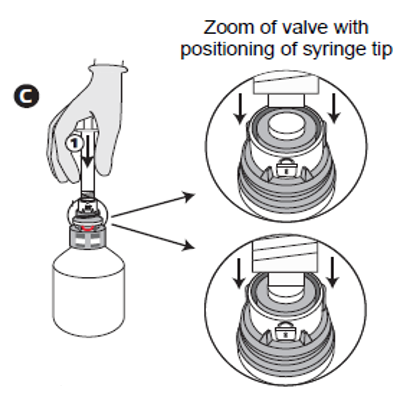 Zoom of valve with
positioning of syringe tip
C
1